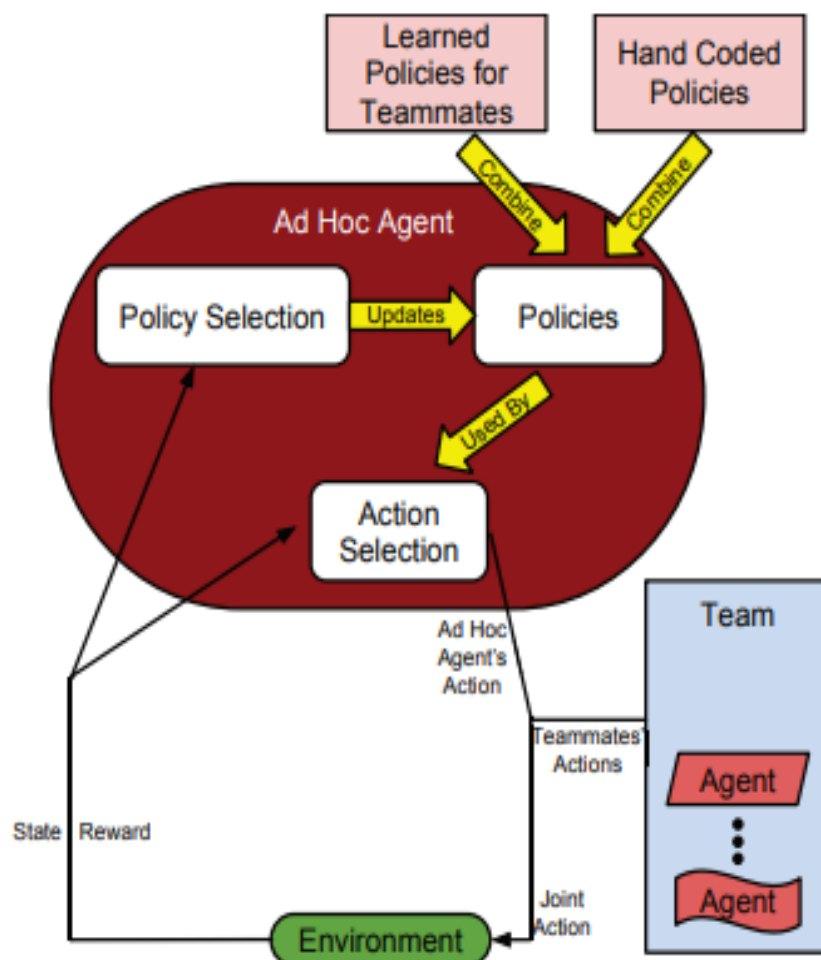 Learned
Policies for
Teammates
Hand Coded
Policies
Combine
Combine
Ad Hoc Agent
Policy Selection
Updates
Policies
Used By
Action
Selection
Ad Hoc
Agent's
Action
Team
Teammates'
Actions
Agent
Agent
State
Reward
Joint
Action
Environment